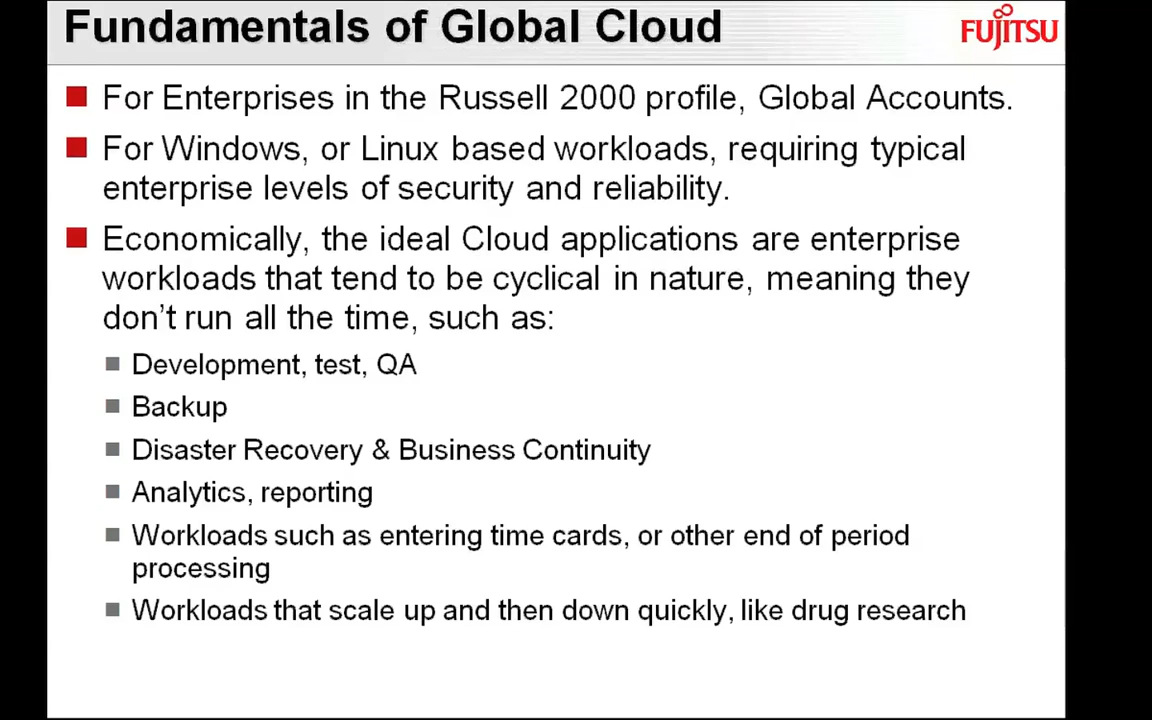 Fundamentals of Global Cloud
FUJITSU
For Enterprises in the Russell 2000 profile, Global Accounts.
For Windows, or Linux based workloads, requiring typical
enterprise levels of security and reliability.
Economically, the ideal Cloud applications are enterprise
workloads that tend to be cyclical in nature, meaning they
don't run all the time, such as:
Development, test, QA
Backup
Disaster Recovery & Business Continuity
Analytics, reporting
Workloads such as entering time cards, or other end of period
processing
Workloads that scale up and then down quickly, like drug research